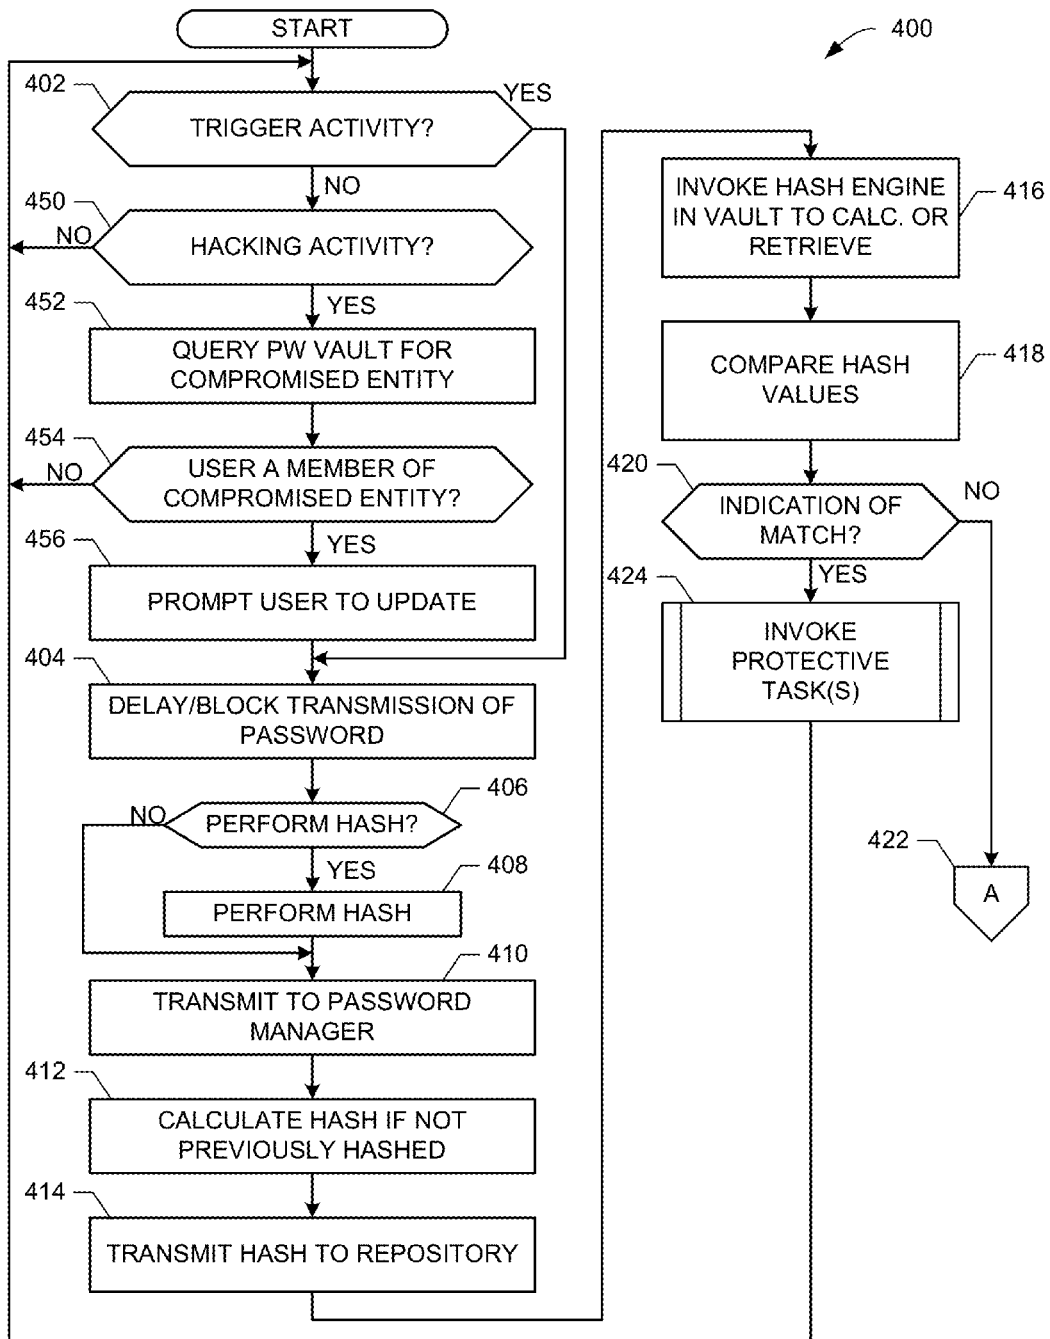 START
400
402
YES
TRIGGER ACTIVITY?
NO
450
NO
HACKING ACTIVITY?
YES
452
QUERY PW VAULT FOR
COMPROMISED ENTITY
454
NO
USER A MEMBER OF
COMPROMISED ENTITY?
YES
456
PROMPT USER TO UPDATE
404
DELAY/BLOCK TRANSMISSION OF
PASSWORD
406
NO
PERFORM HASH?
YES
408
PERFORM HASH
410
TRANSMIT TO PASSWORD
MANAGER
412
CALCULATE HASH IF NOT
PREVIOUSLY HASHED
414
TRANSMIT HASH TO REPOSITORY
INVOKE HASH ENGINE
IN VAULT TO CALC. OR
RETRIEVE
416
COMPARE HASH
VALUES
418
420
INDICATION OF
MATCH?
NO
YES
424
INVOKE
PROTECTIVE
TASK(S)
422
A